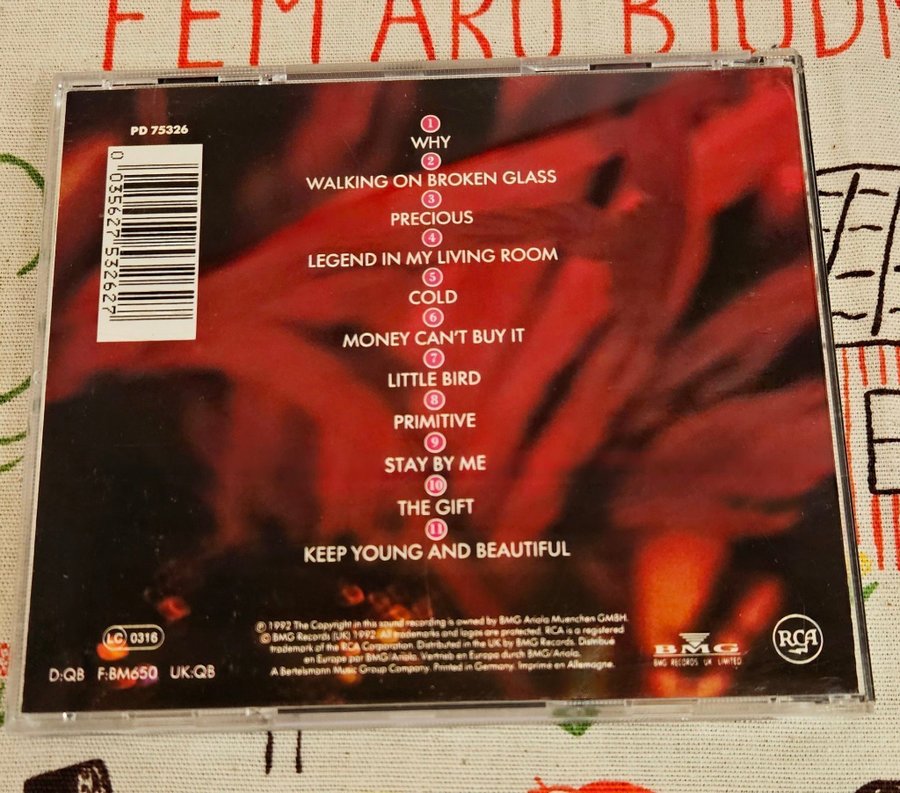 FEM ARO BJUDN
PD 75326
0 035627 532627
1
WHY
2
WALKING ON BROKEN GLASS
3
PRECIOUS
4
LEGEND IN MY LIVING ROOM
5
COLD
6
MONEY CAN'T BUY IT
7
LITTLE BIRD
8
PRIMITIVE
9
STAY BY ME
10
THE GIFT
11
KEEP YOUNG AND BEAUTIFUL
LC 0316
D:QB F:BM650 UK:QB
℗ 1992 The Copyright in this sound recording is owned by BMG Ariola Muenchen GMBH.
© BMG Records (UK) 1992. All trademarks and logos are protected. RCA is a registered
trademark of the RCA Corporation. Distributed in the UK by BMG Records. Distribue
en Europe par BMG/Ariola. Vertrieb en Europa durch BMG/Ariola.
A Bertelsmann Music Group Company. Printed in Germany. Imprime en Allemagne.
BMG
BMG RECORDS UK LIMITED
RCA